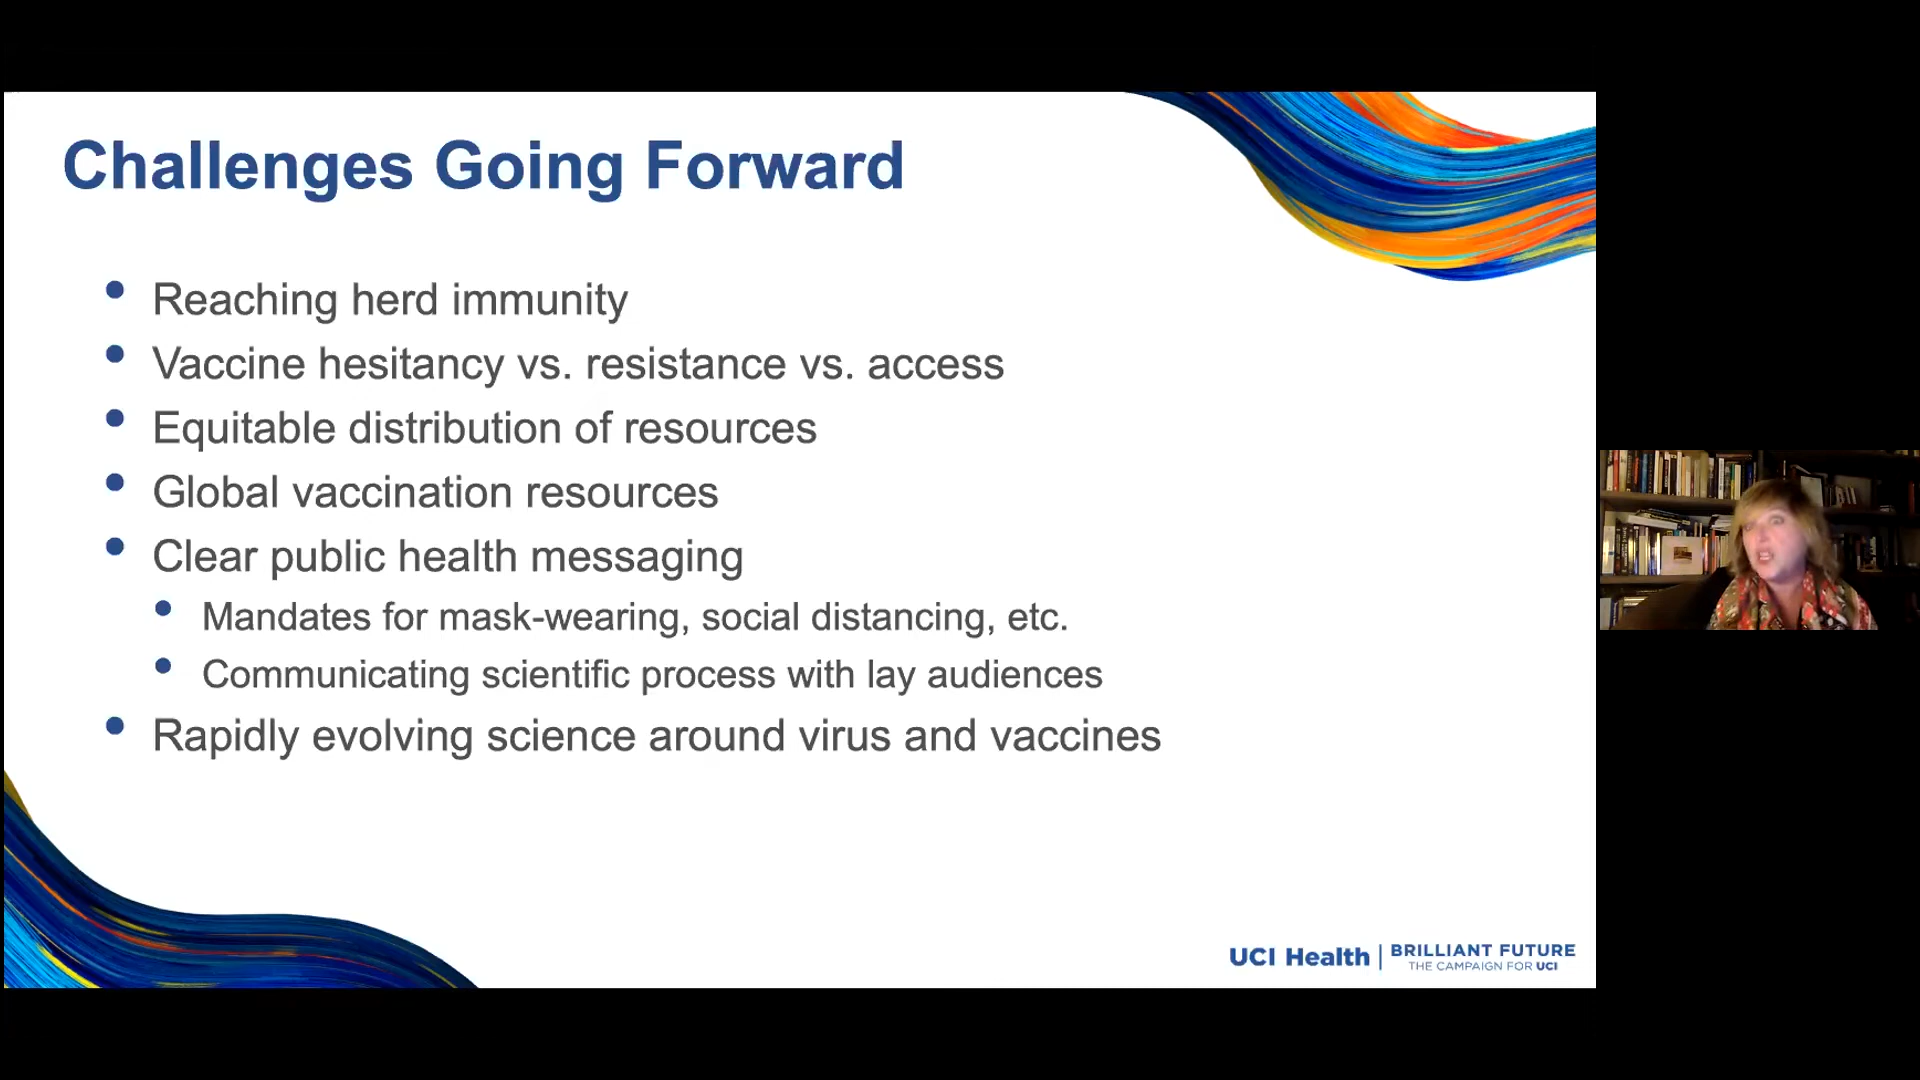 Challenges Going Forward
• Reaching herd immunity
• Vaccine hesitancy vs. resistance vs. access
• Equitable distribution of resources
• Global vaccination resources
• Clear public health messaging
• Mandates for mask-wearing, social distancing, etc.
• Communicating scientific process with lay audiences
• Rapidly evolving science around virus and vaccines
UCI Health | BRILLIANT FUTURE
THE CAMPAIGN FOR UCI